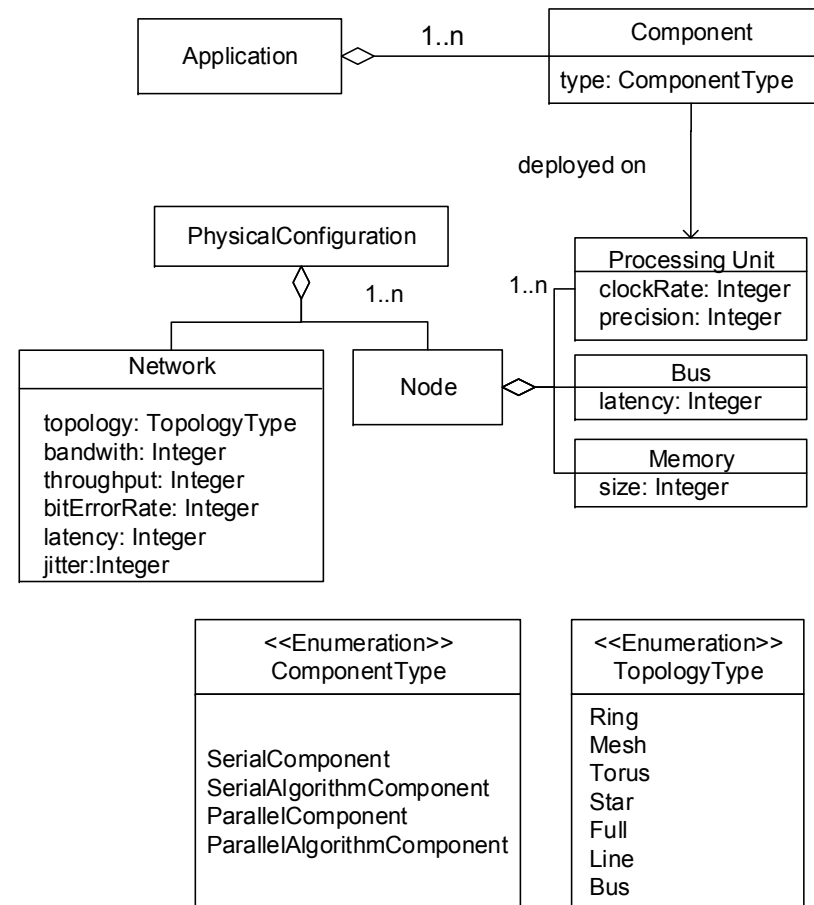 Application
1..n
Component
type: ComponentType
deployed on
PhysicalConfiguration
1..n
1..n
Processing Unit
clockRate: Integer
precision: Integer
Network
topology: TopologyType
bandwith: Integer
throughput: Integer
bitErrorRate: Integer
latency: Integer
jitter:Integer
Node
Bus
latency: Integer
Memory
size: Integer
<<Enumeration>>
ComponentType
SerialComponent
SerialAlgorithmComponent
ParallelComponent
ParallelAlgorithmComponent
<<Enumeration>>
TopologyType
Ring
Mesh
Torus
Star
Full
Line
Bus